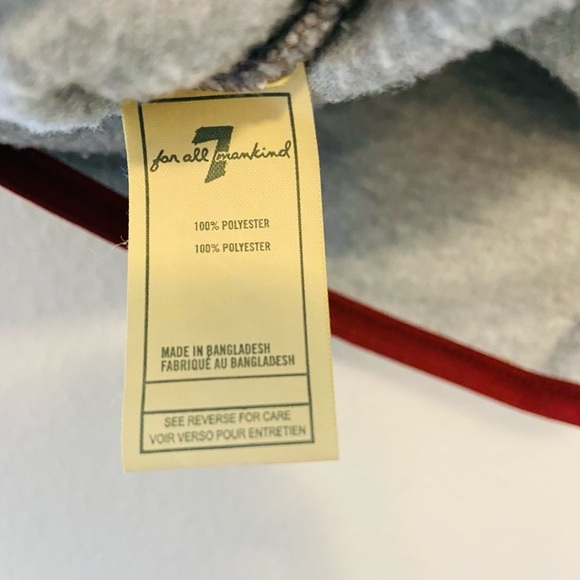 7
for all mankind
100% POLYESTER
100% POLYESTER
MADE IN BANGLADESH
FABRIQUÉ AU BANGLADESH
SEE REVERSE FOR CARE
VOIR VERSO POUR ENTRETIEN